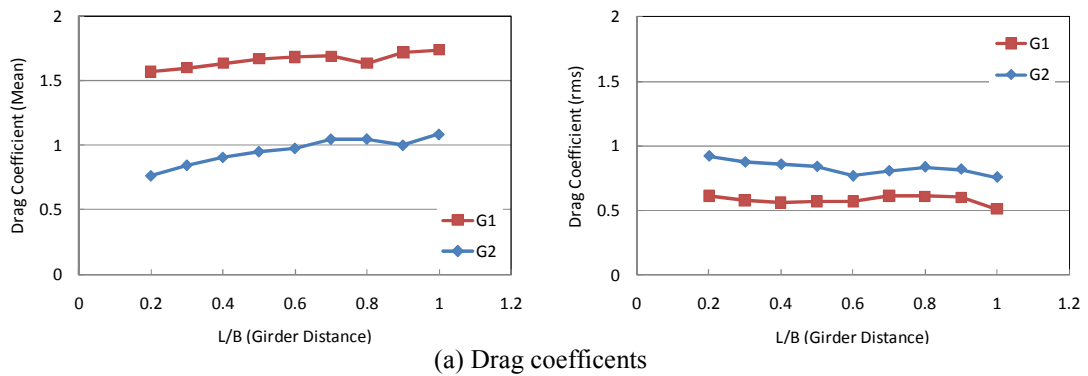 Drag Coefficient (Mean)
2
1.5
1
0.5
0
0
0.2
0.4
0.6
0.8
1
1.2
L/B (Girder Distance)
G1
G2
Drag Coefficient (rms)
2
1.5
1
0.5
0
0
0.2
0.4
0.6
0.8
1
1.2
L/B (Girder Distance)
G1
G2
(a) Drag coefficents